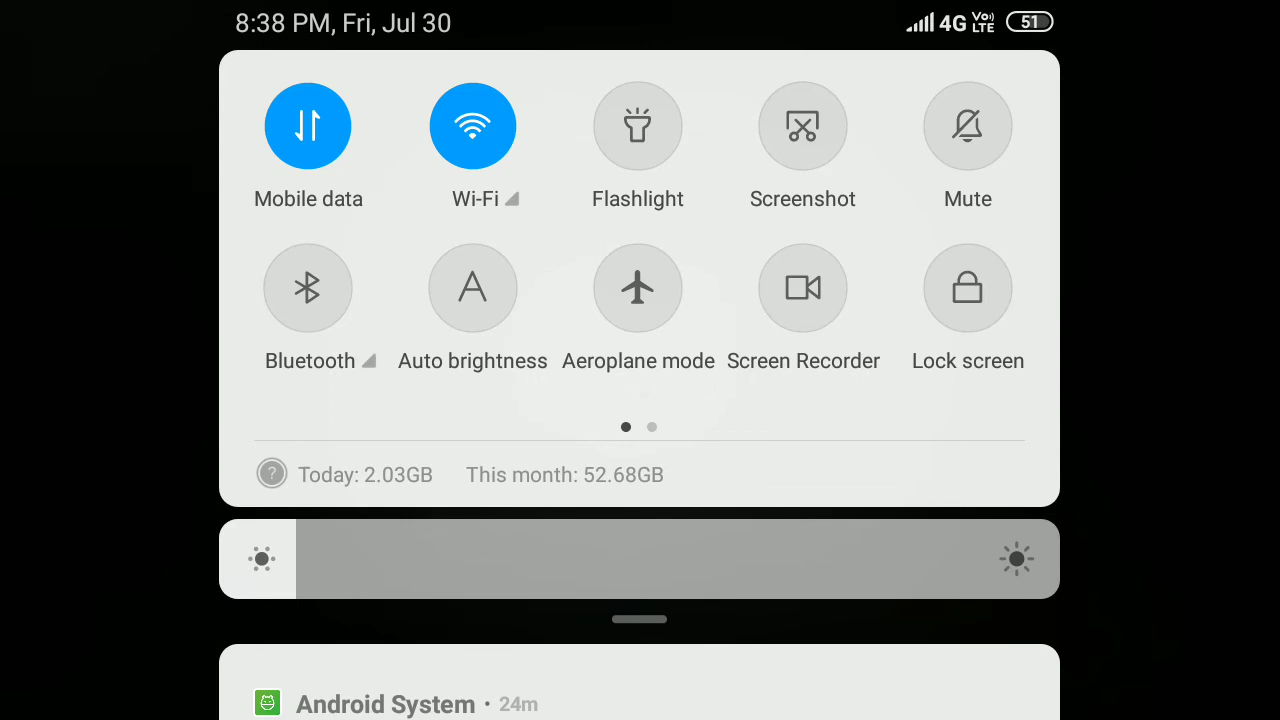 8:38 PM, Fri, Jul 30 4G Vo) LTE 51
Mobile data Wi-Fi Flashlight Screenshot Mute
A
Bluetooth Auto brightness Aeroplane mode Screen Recorder Lock screen
? Today: 2.03GB This month: 52.68GB
Android System • 24m